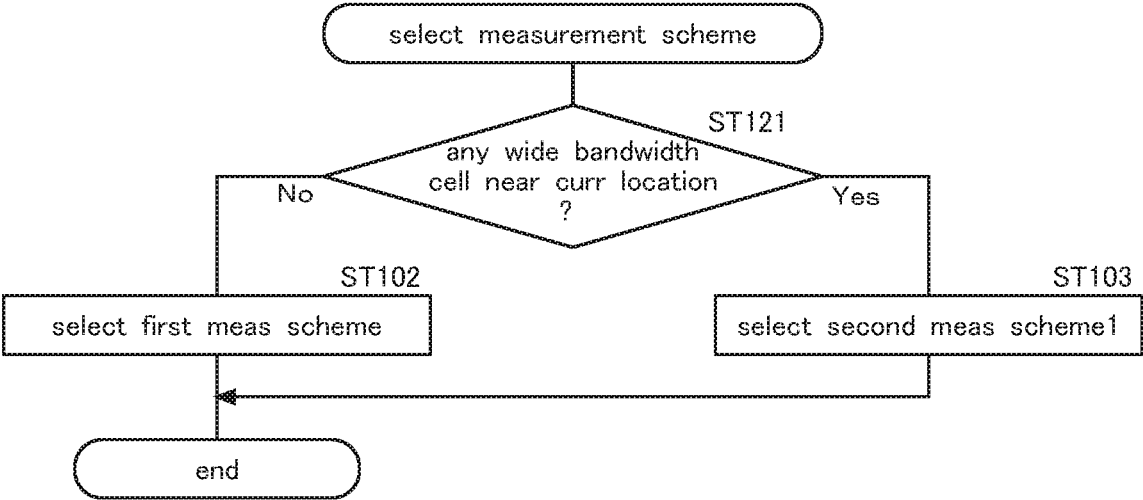 select measurement scheme
ST121
any wide bandwidth
cell near curr location
?
No
Yes
ST102
select first meas scheme
ST103
select second meas scheme1
end